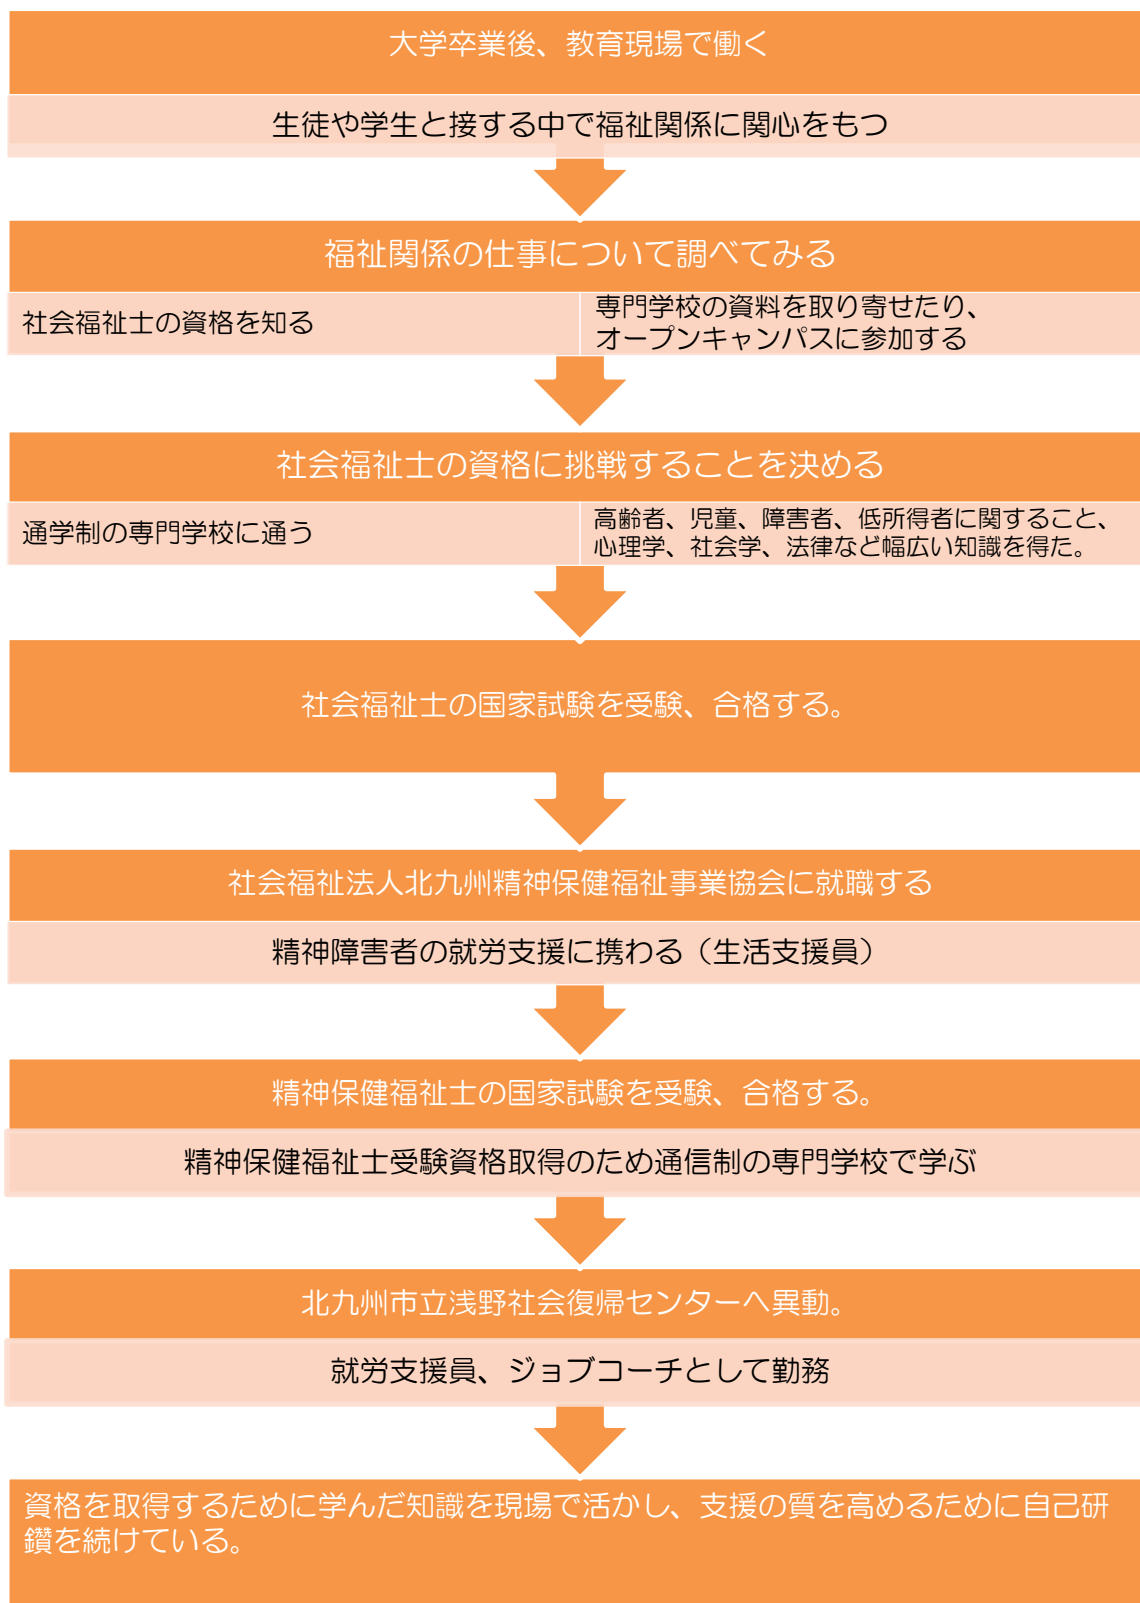 大学卒業後、教育現場で働く
生徒や学生と接する中で福祉関係に関心をもつ
福祉関係の仕事について調べてみる
社会福祉士の資格を知る
専門学校の資料を取り寄せたり、
オープンキャンパスに参加する
社会福祉士の資格に挑戦することを決める
通学制の専門学校に通う
高齢者、児童、障害者、低所得者に関すること、
心理学、社会学、法律など幅広い知識を得た。
社会福祉士の国家試験を受験、合格する。
社会福祉法人北九州精神保健福祉事業協会に就職する
精神障害者の就労支援に携わる（生活支援員）
精神保健福祉士の国家試験を受験、合格する。
精神保健福祉士受験資格取得のため通信制の専門学校で学ぶ
北九州市立浅野社会復帰センターへ異動。
就労支援員、ジョブコーチとして勤務
資格を取得するために学んだ知識を現場で活かし、支援の質を高めるために自己研
鑽を続けている。